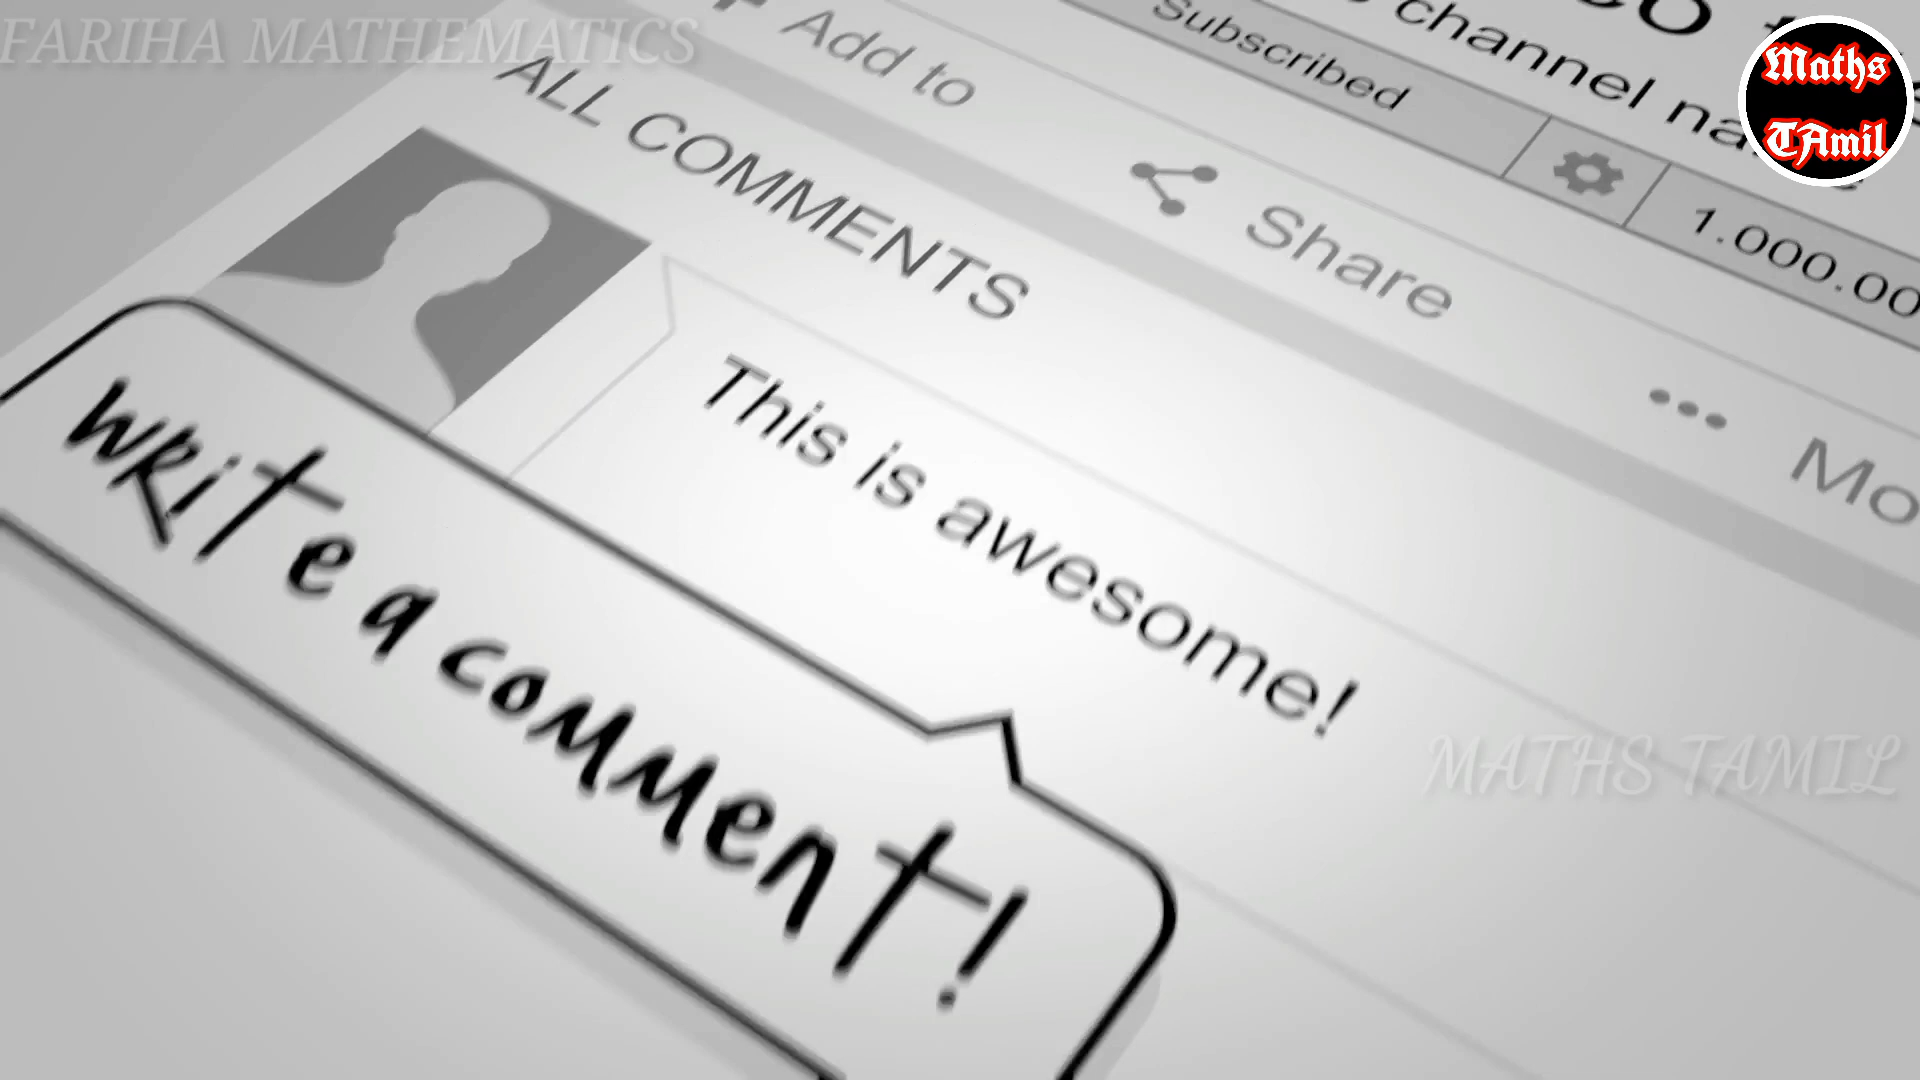 FARIHA MATHEMATICS
Maths
TAmil
channel na
Subscribed
1.000.00
Add to
Share
Mo
ALL COMMENTS
This is awesome!
write a comment!
MATHS TAMIL